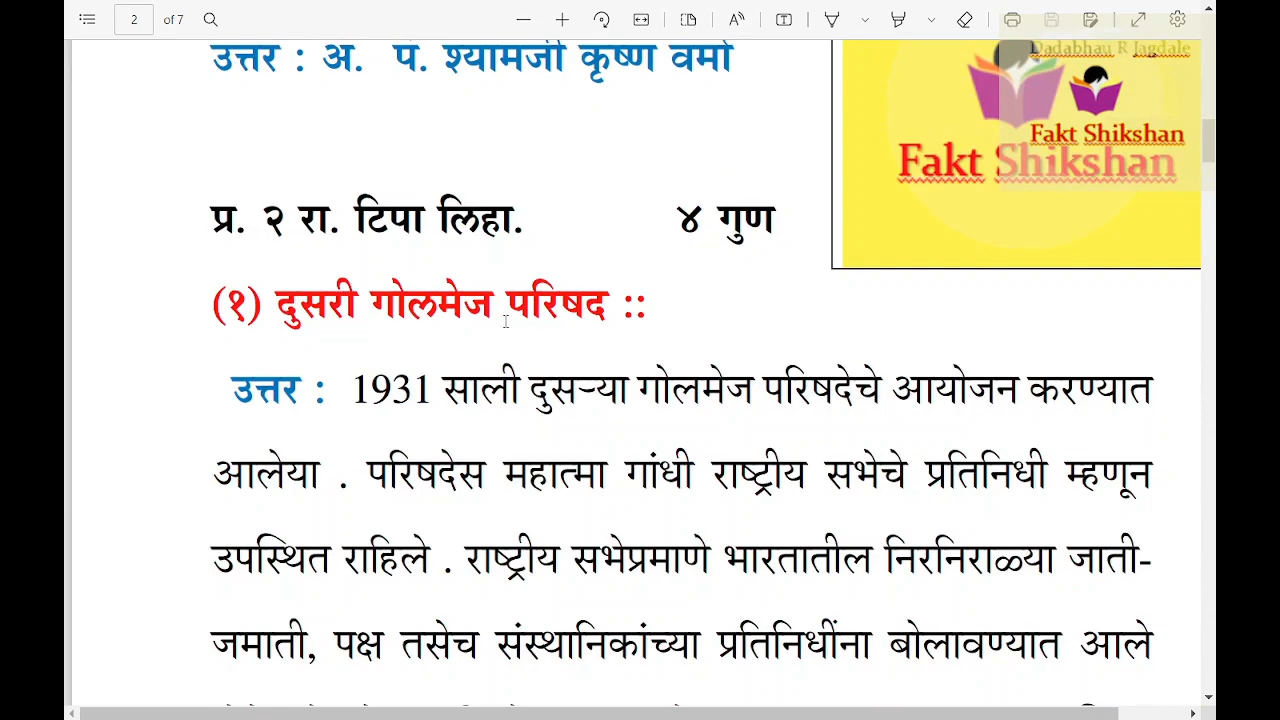 2 of 7
Dadabhau R Jagdale
उत्तर : अ. पं. श्यामजी कृष्ण वर्मा
Fakt Shikshan
Fakt Shikshan
प्र. २ रा. टिपा लिहा. ४ गुण
(१) दुसरी गोलमेज परिषद ::
उत्तर : 1931 साली दुसऱ्या गोलमेज परिषदेचे आयोजन करण्यात
आलेया . परिषदेस महात्मा गांधी राष्ट्रीय सभेचे प्रतिनिधी म्हणून
उपस्थित राहिले . राष्ट्रीय सभेप्रमाणे भारतातील निरनिराळ्या जाती-
जमाती, पक्ष तसेच संस्थानिकांच्या प्रतिनिधींना बोलावण्यात आले